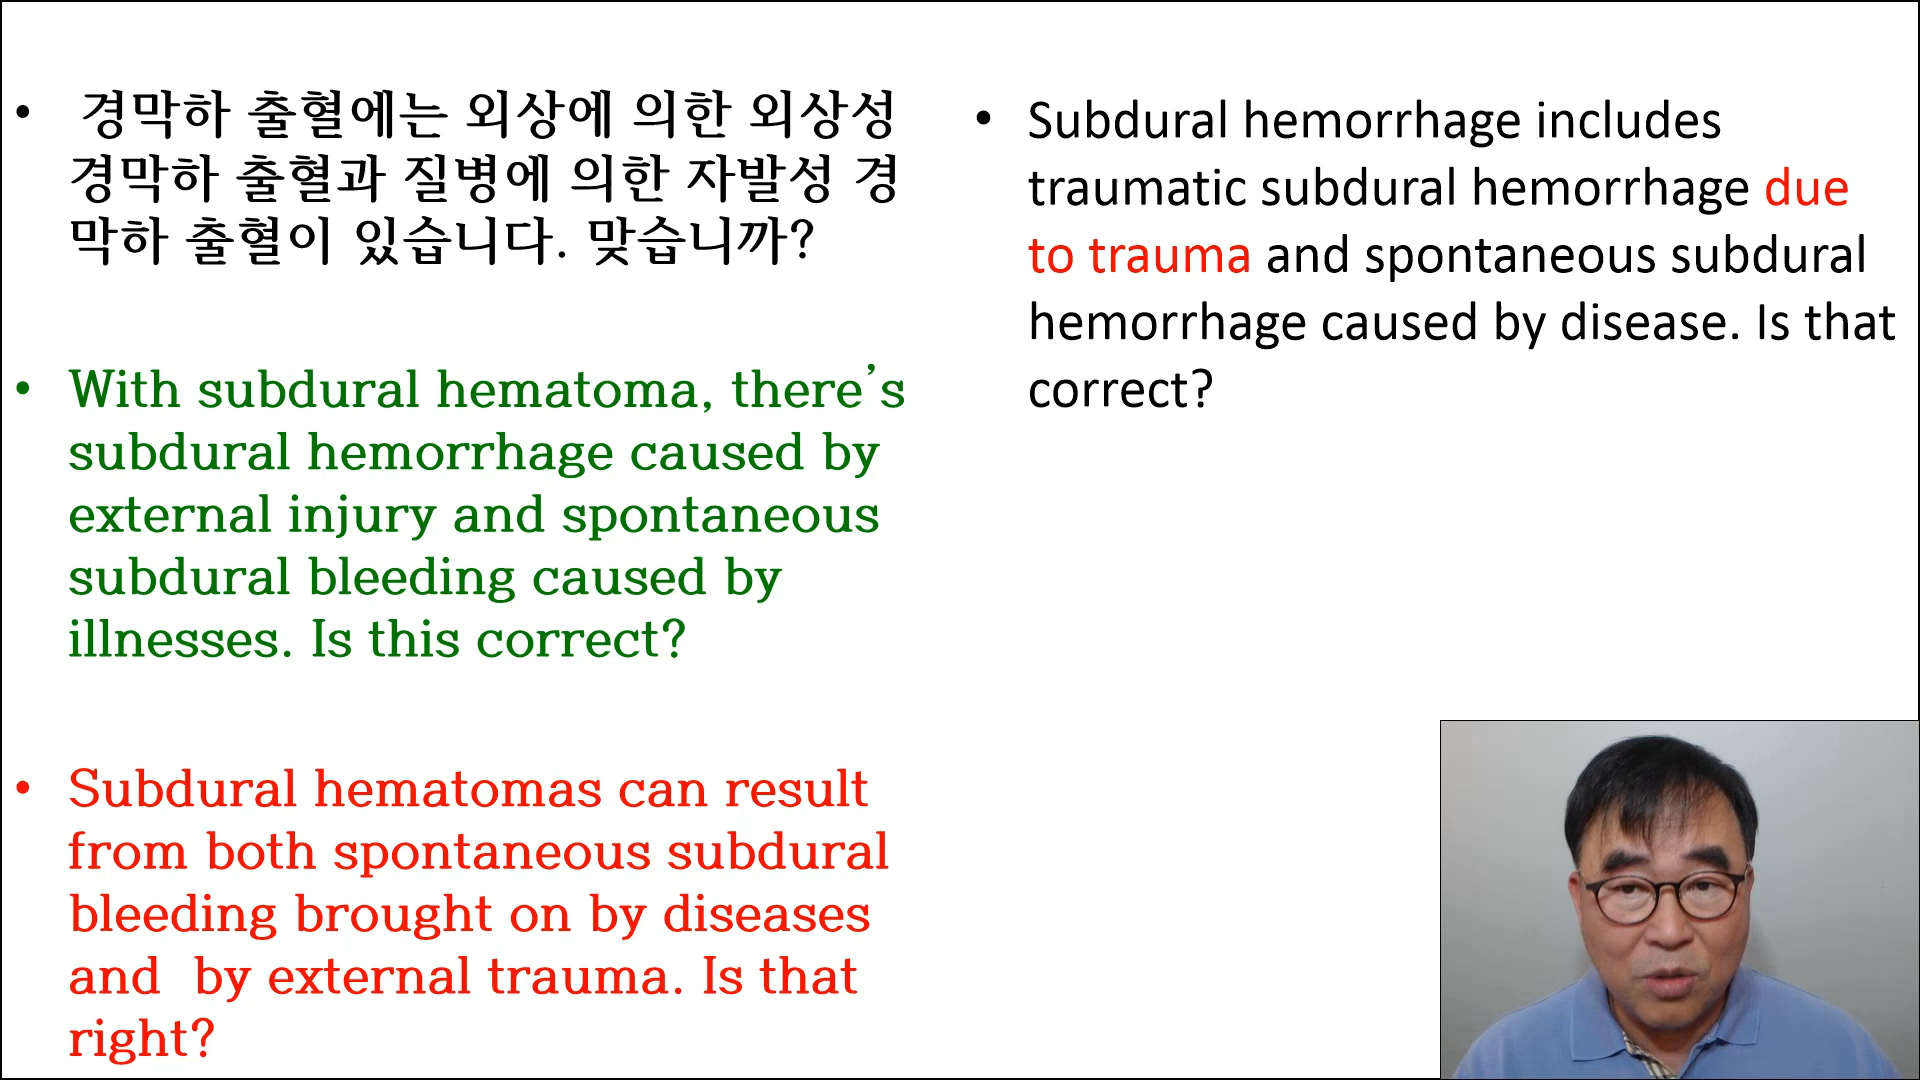 • 경막하 출혈에는 외상에 의한 외상성
경막하 출혈과 질병에 의한 자발성 경
막하 출혈이 있습니다. 맞습니까?
• With subdural hematoma, there’s
subdural hemorrhage caused by
external injury and spontaneous
subdural bleeding caused by
illnesses. Is this correct?
• Subdural hematomas can result
from both spontaneous subdural
bleeding brought on by diseases
and  by external trauma. Is that
right?
• Subdural hemorrhage includes
traumatic subdural hemorrhage due
to trauma and spontaneous subdural
hemorrhage caused by disease. Is that
correct?